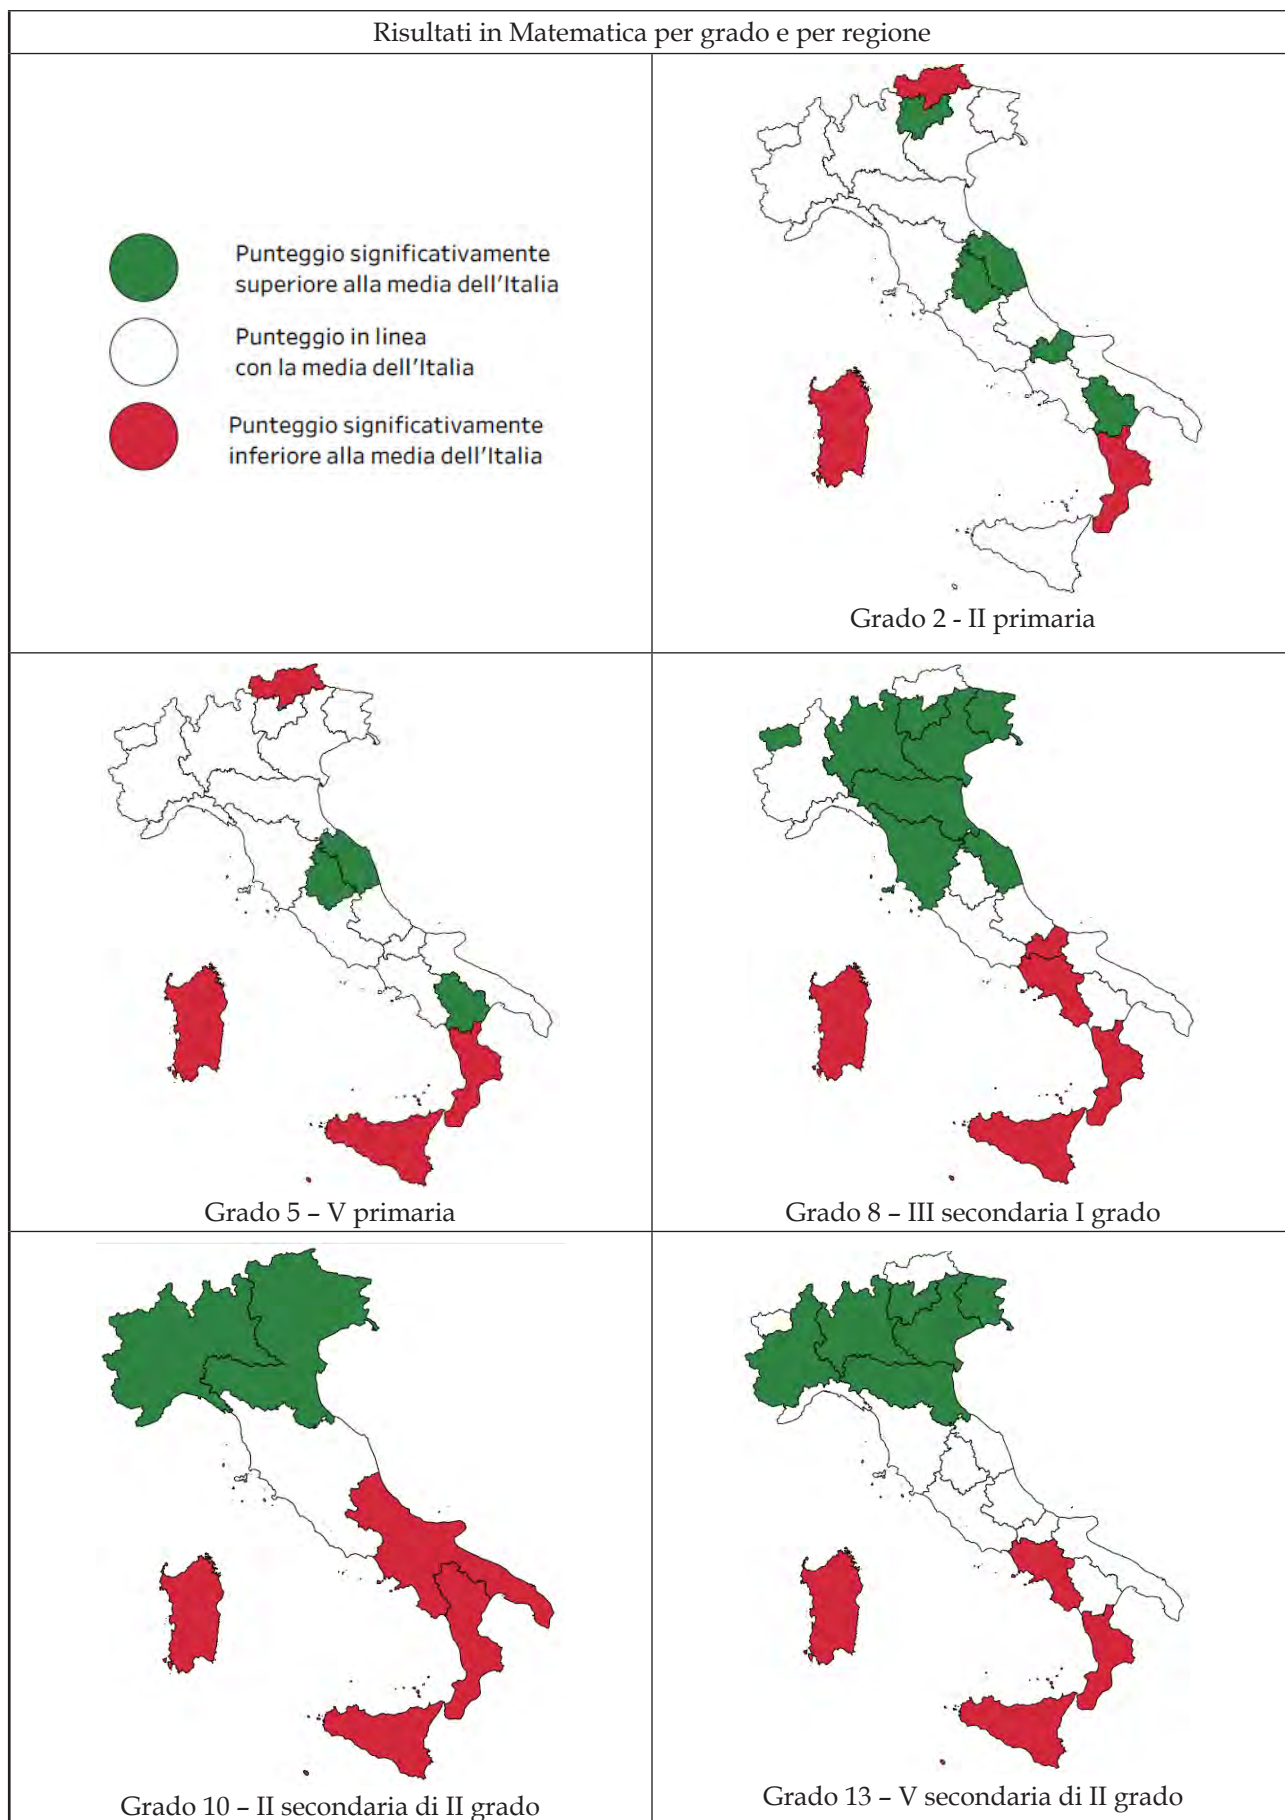 Risultati in Matematica per grado e per regione
Punteggio significativamente
superiore alla media dell'Italia
Punteggio in linea
con la media dell'Italia
Punteggio significativamente
inferiore alla media dell'Italia
Grado 2 - II primaria
Grado 5 – V primaria
Grado 8 – III secondaria I grado
Grado 10 – II secondaria di II grado
Grado 13 – V secondaria di II grado